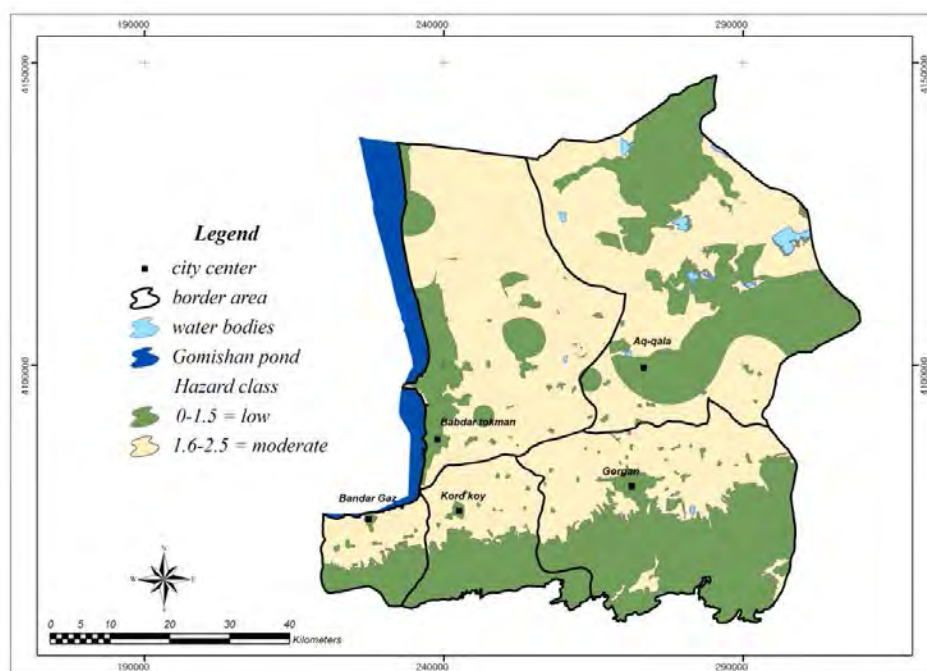 190000 240000 290000
4150000 4150000
Legend
city center
border area
water bodies
Gomishan pond
Hazard class
0-1.5 = low
1.6-2.5 = moderate
Aq-qala
4100000 4100000
Babdar tokman
Gorgan
Bandar Gaz
Kord koy
N
W E
S
0 5 10 20 30 40
Kilometers
190000 240000 290000